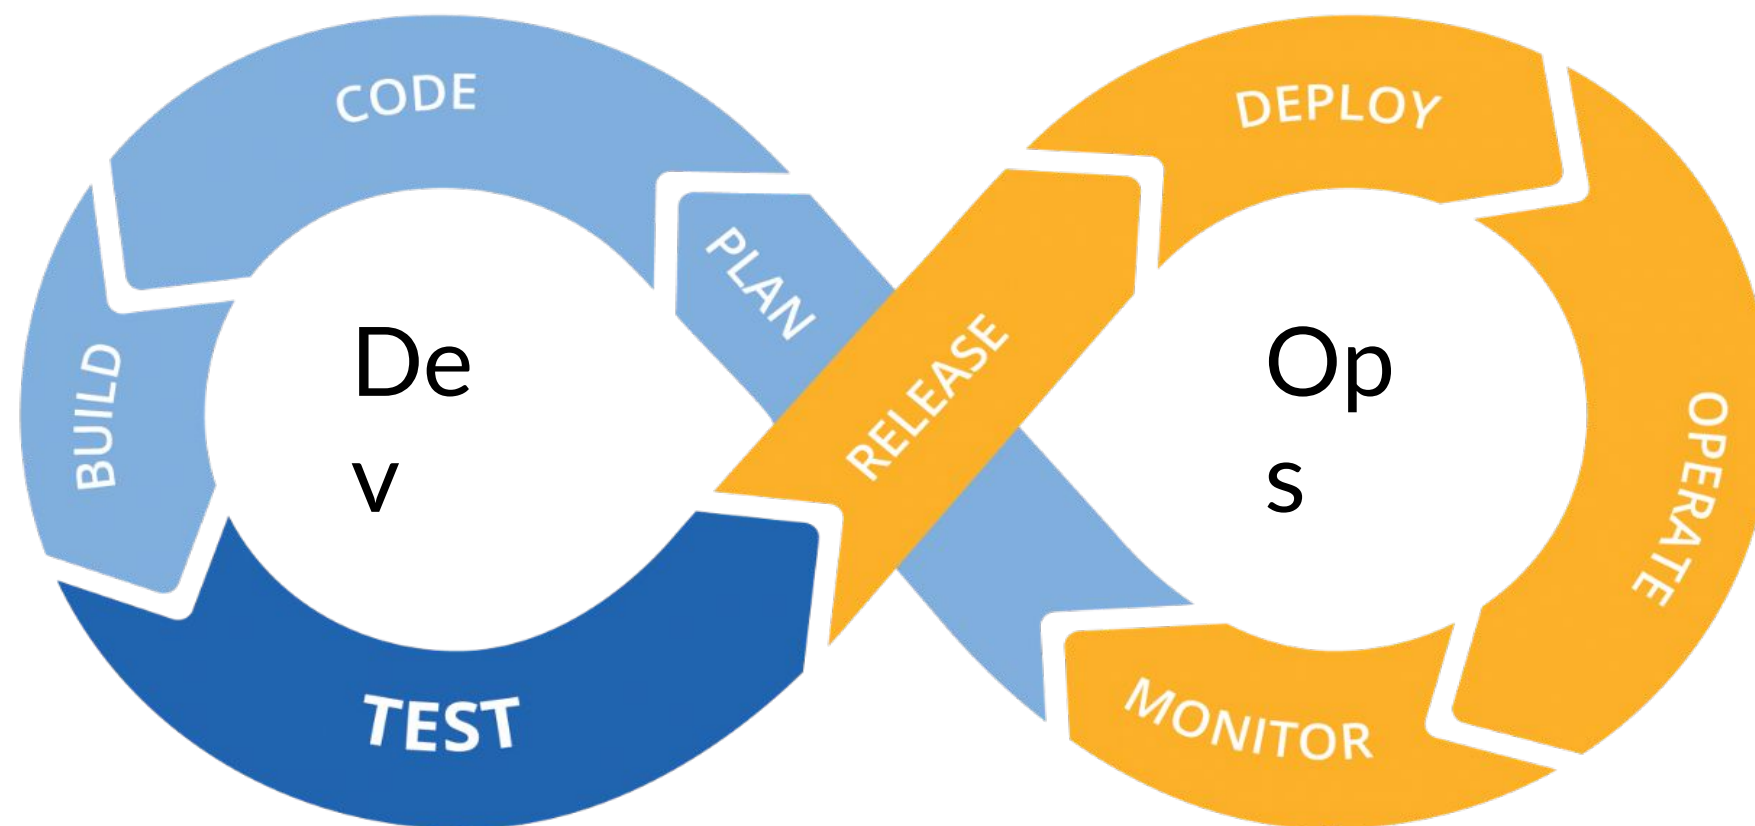 CODE
DEPLOY
PLAN
BUILD
De
v
RELEASE
Op
s
OPERATE
TEST
MONITOR